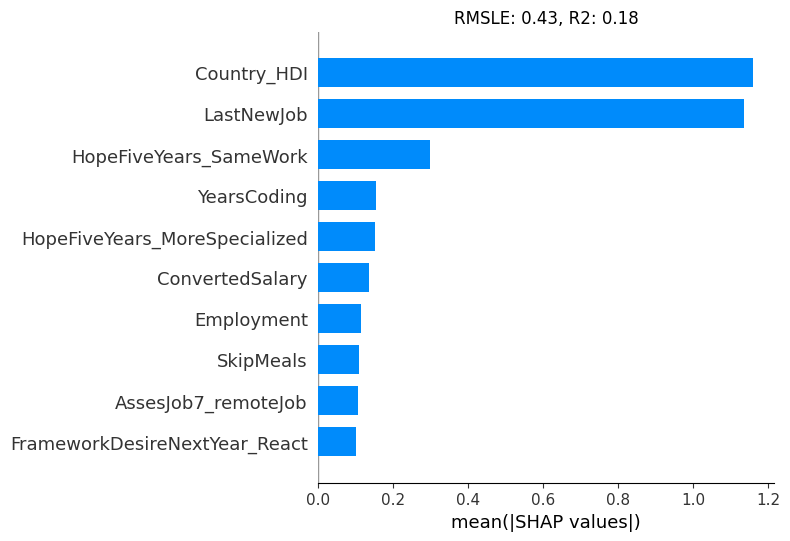 RMSLE: 0.43, R2: 0.18
Country_HDI
LastNewJob
HopeFiveYears_SameWork
YearsCoding
HopeFiveYears_MoreSpecialized
ConvertedSalary
Employment
SkipMeals
AssesJob7_remoteJob
FrameworkDesireNextYear_React
0.0 0.2 0.4 0.6 0.8 1.0 1.2
mean(|SHAP values|)